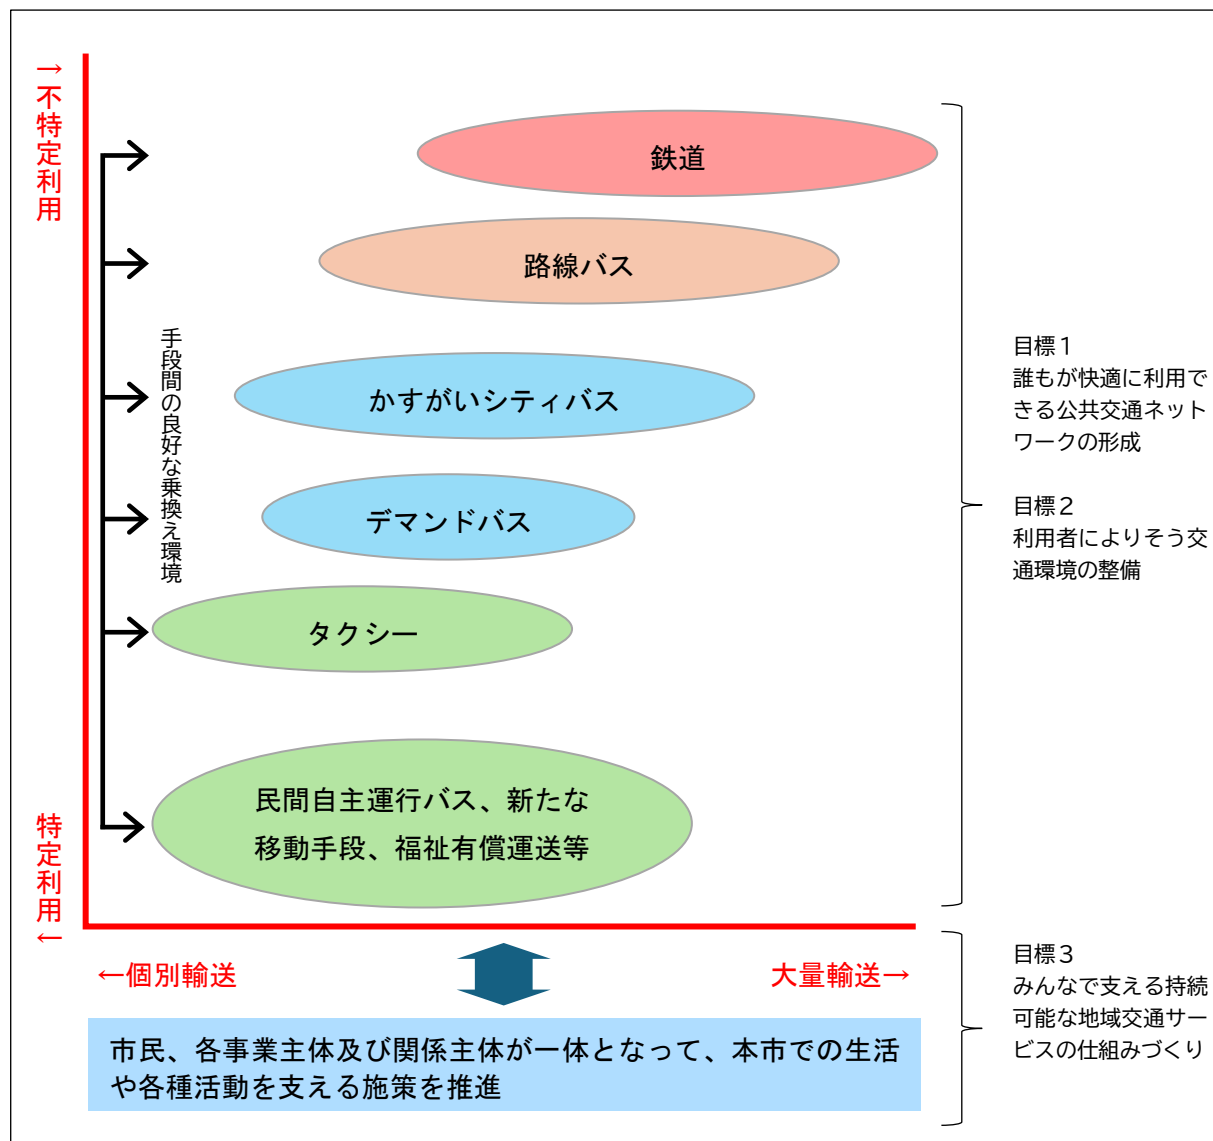 →不特定利用
鉄道
路線バス
かすがいシティバス
デマンドバス
タクシー
民間自主運行バス、新たな
移動手段、福祉有償運送等
手段間の良好な乗換え環境
特定利用←
←個別輸送
大量輸送→
市民、各事業主体及び関係主体が一体となって、本市での生活
や各種活動を支える施策を推進
目標1
誰もが快適に利用で
きる公共交通ネット
ワークの形成
目標2
利用者によりそう交
通環境の整備
目標3
みんなで支える持続
可能な地域交通サー
ビスの仕組みづくり